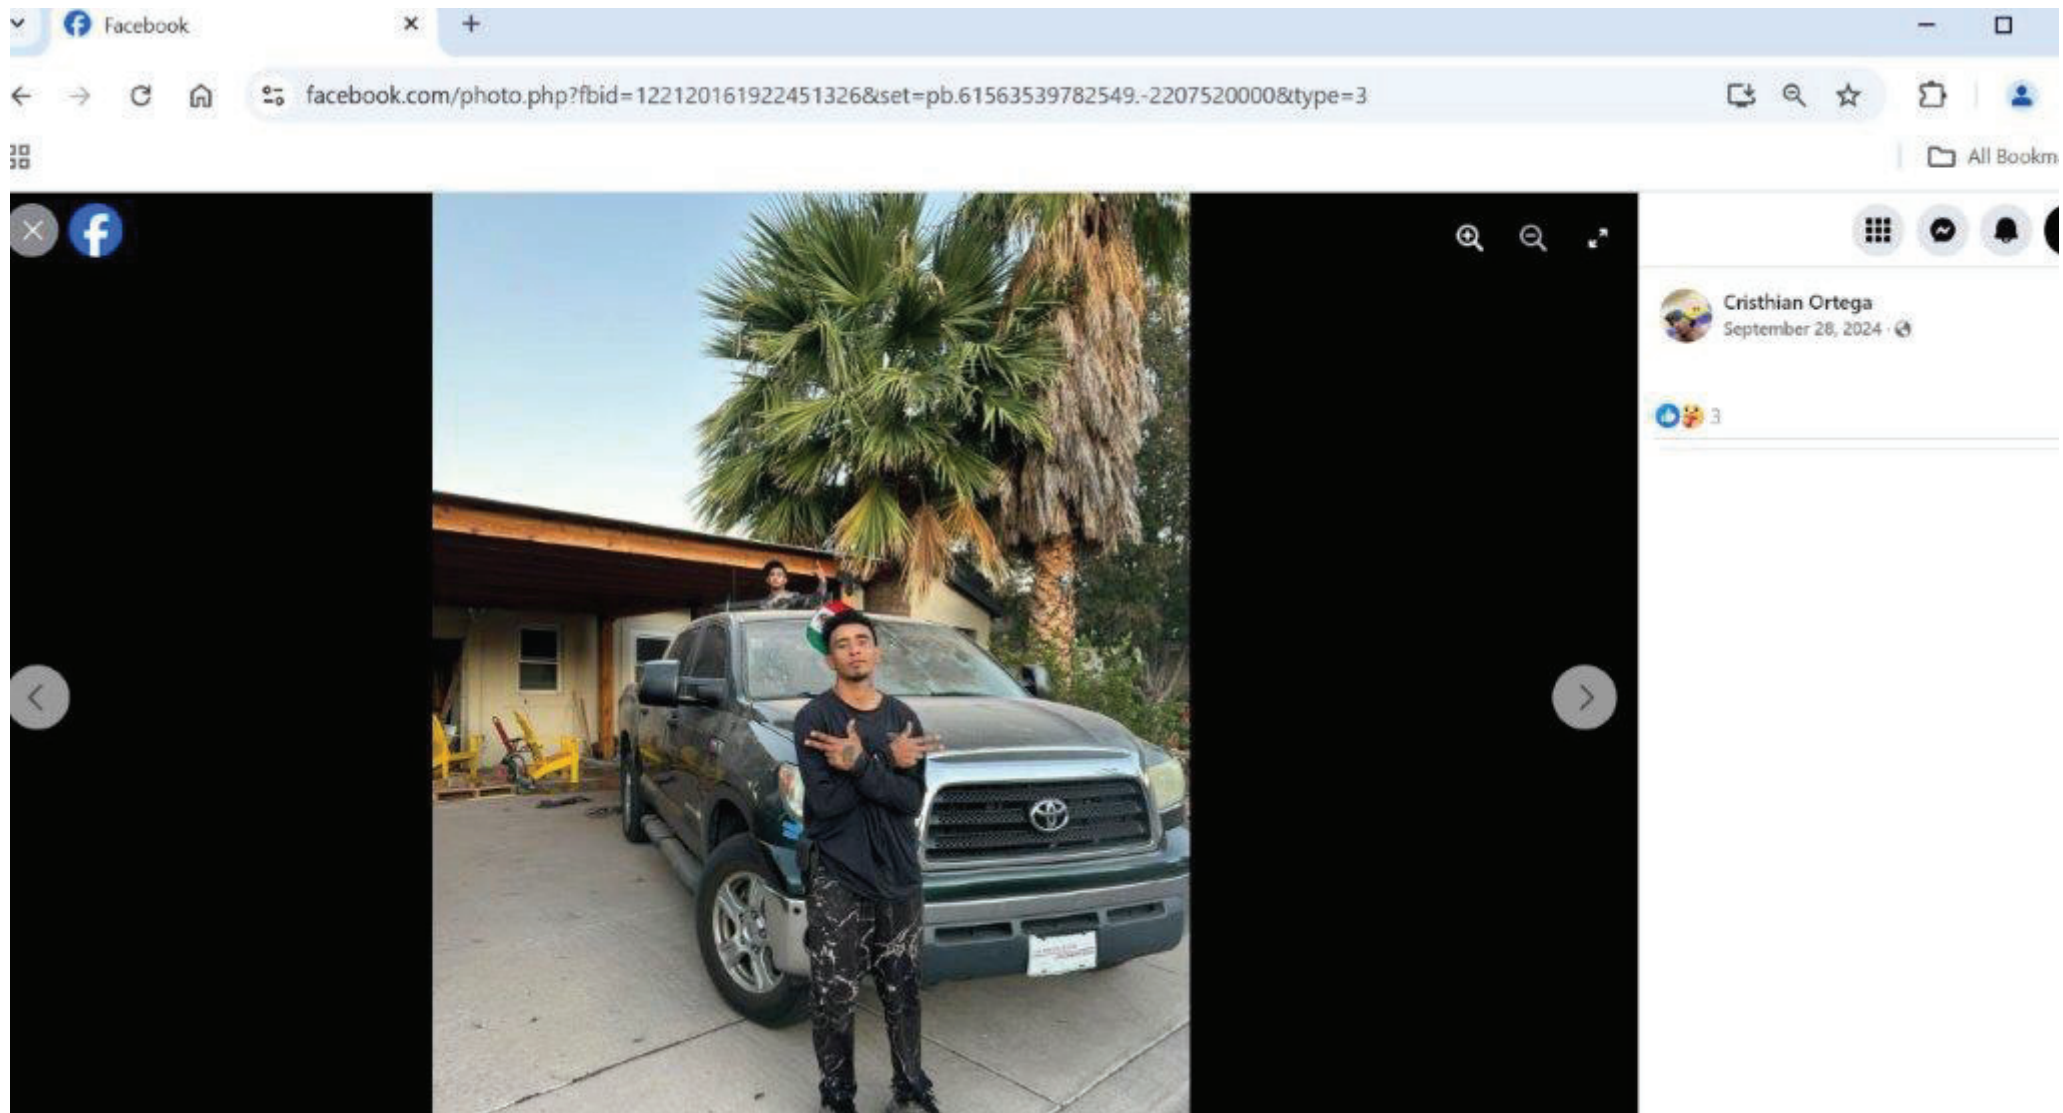 Facebook
facebook.com/photo.php?fbid=122120161922451326&set=pb.61563539782549.-2207520000&type=3
All Bookm
Cristhian Ortega
September 28, 2024
3